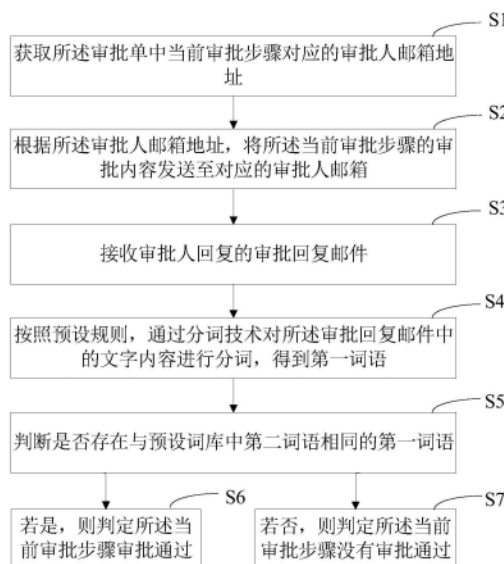 S1
获取所述审批单中当前审批步骤对应的审批人邮箱地
址
S2
根据所述审批人邮箱地址，将所述当前审批步骤的审
批内容发送至对应的审批人邮箱
S3
接收审批人回复的审批回复邮件
S4
按照预设规则，通过分词技术对所述审批回复邮件中
的文字内容进行分词，得到第一词语
S5
判断是否存在与预设词库中第二词语相同的第一词语
S6
若是，则判定所述当
前审批步骤审批通过
S7
若否，则判定所述当前
审批步骤没有审批通过